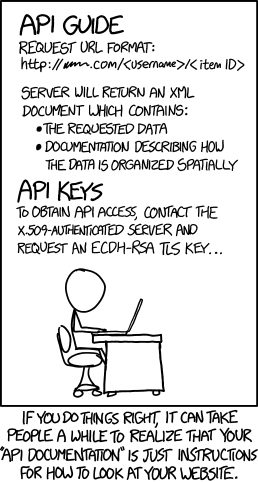 API GUIDE
REQUEST URL FORMAT:
http://~~~.com/<username>/<item ID>
SERVER WILL RETURN AN XML
DOCUMENT WHICH CONTAINS:
• THE REQUESTED DATA
• DOCUMENTATION DESCRIBING HOW
THE DATA IS ORGANIZED SPATIALLY
API KEYS
TO OBTAIN API ACCESS, CONTACT THE
X.509-AUTHENTICATED SERVER AND
REQUEST AN ECDH-RSA TLS KEY...
IF YOU DO THINGS RIGHT, IT CAN TAKE
PEOPLE A WHILE TO REALIZE THAT YOUR
"API DOCUMENTATION" IS JUST INSTRUCTIONS
FOR HOW TO LOOK AT YOUR WEBSITE.